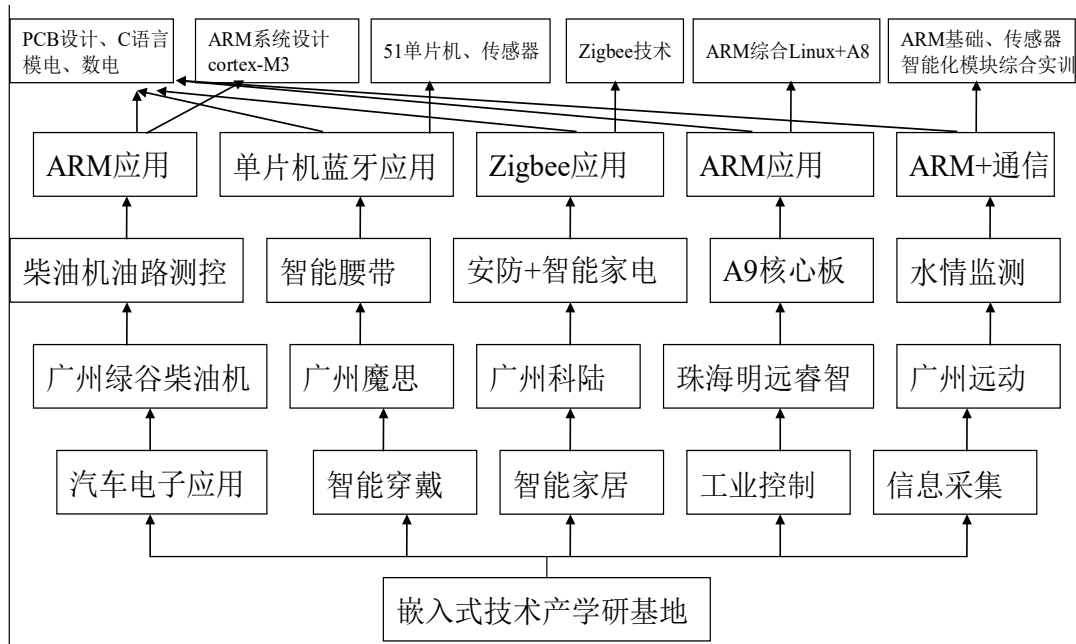 PCB设计、C语言
模电、数电
ARM系统设计
cortex-M3
51单片机、传感器
Zigbee技术
ARM综合Linux+A8
ARM基础、传感器
智能化模块综合实训
ARM应用
单片机蓝牙应用
Zigbee应用
ARM应用
ARM+通信
柴油机油路测控
智能腰带
安防+智能家电
A9核心板
水情监测
广州绿谷柴油机
广州魔思
广州科陆
珠海明远睿智
广州远动
汽车电子应用
智能穿戴
智能家居
工业控制
信息采集
嵌入式技术产学研基地